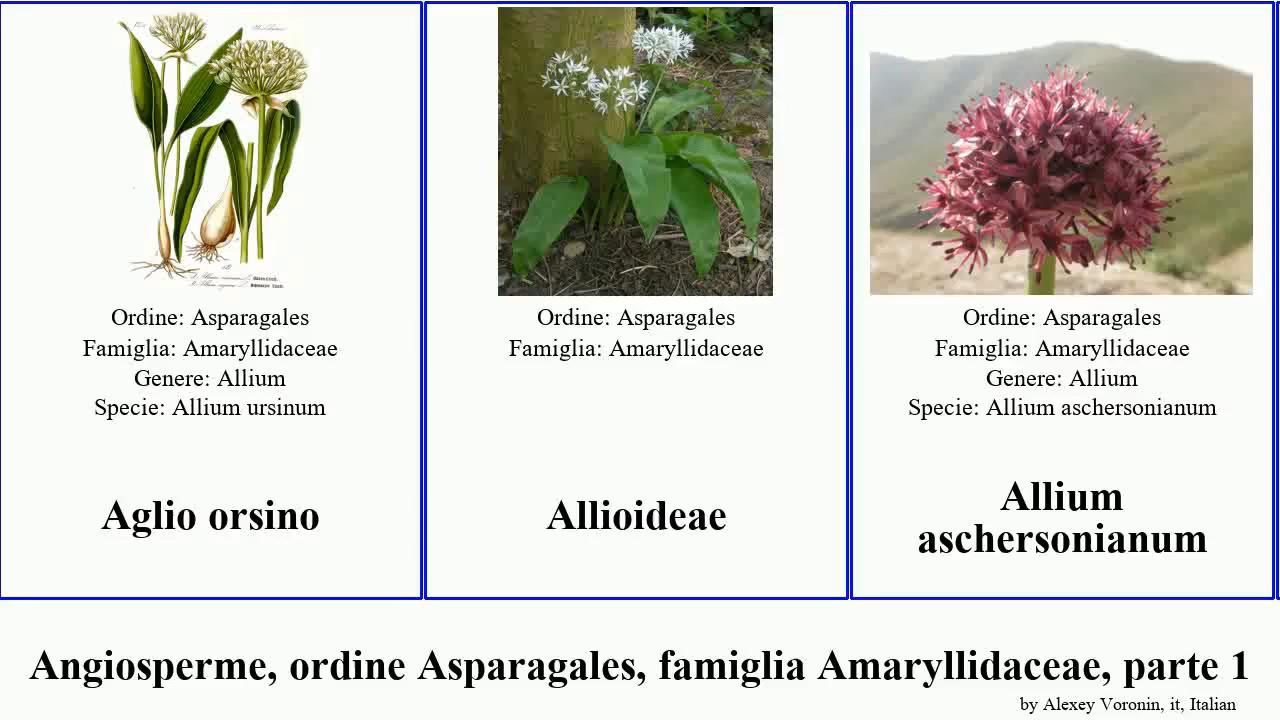 Ordine: Asparagales
Famiglia: Amaryllidaceae
Genere: Allium
Specie: Allium ursinum
Aglio orsino
Ordine: Asparagales
Famiglia: Amaryllidaceae
Allioideae
Ordine: Asparagales
Famiglia: Amaryllidaceae
Genere: Allium
Specie: Allium aschersonianum
Allium
aschersonianum
Angiosperme, ordine Asparagales, famiglia Amaryllidaceae, parte 1
by Alexey Voronin, it, Italian